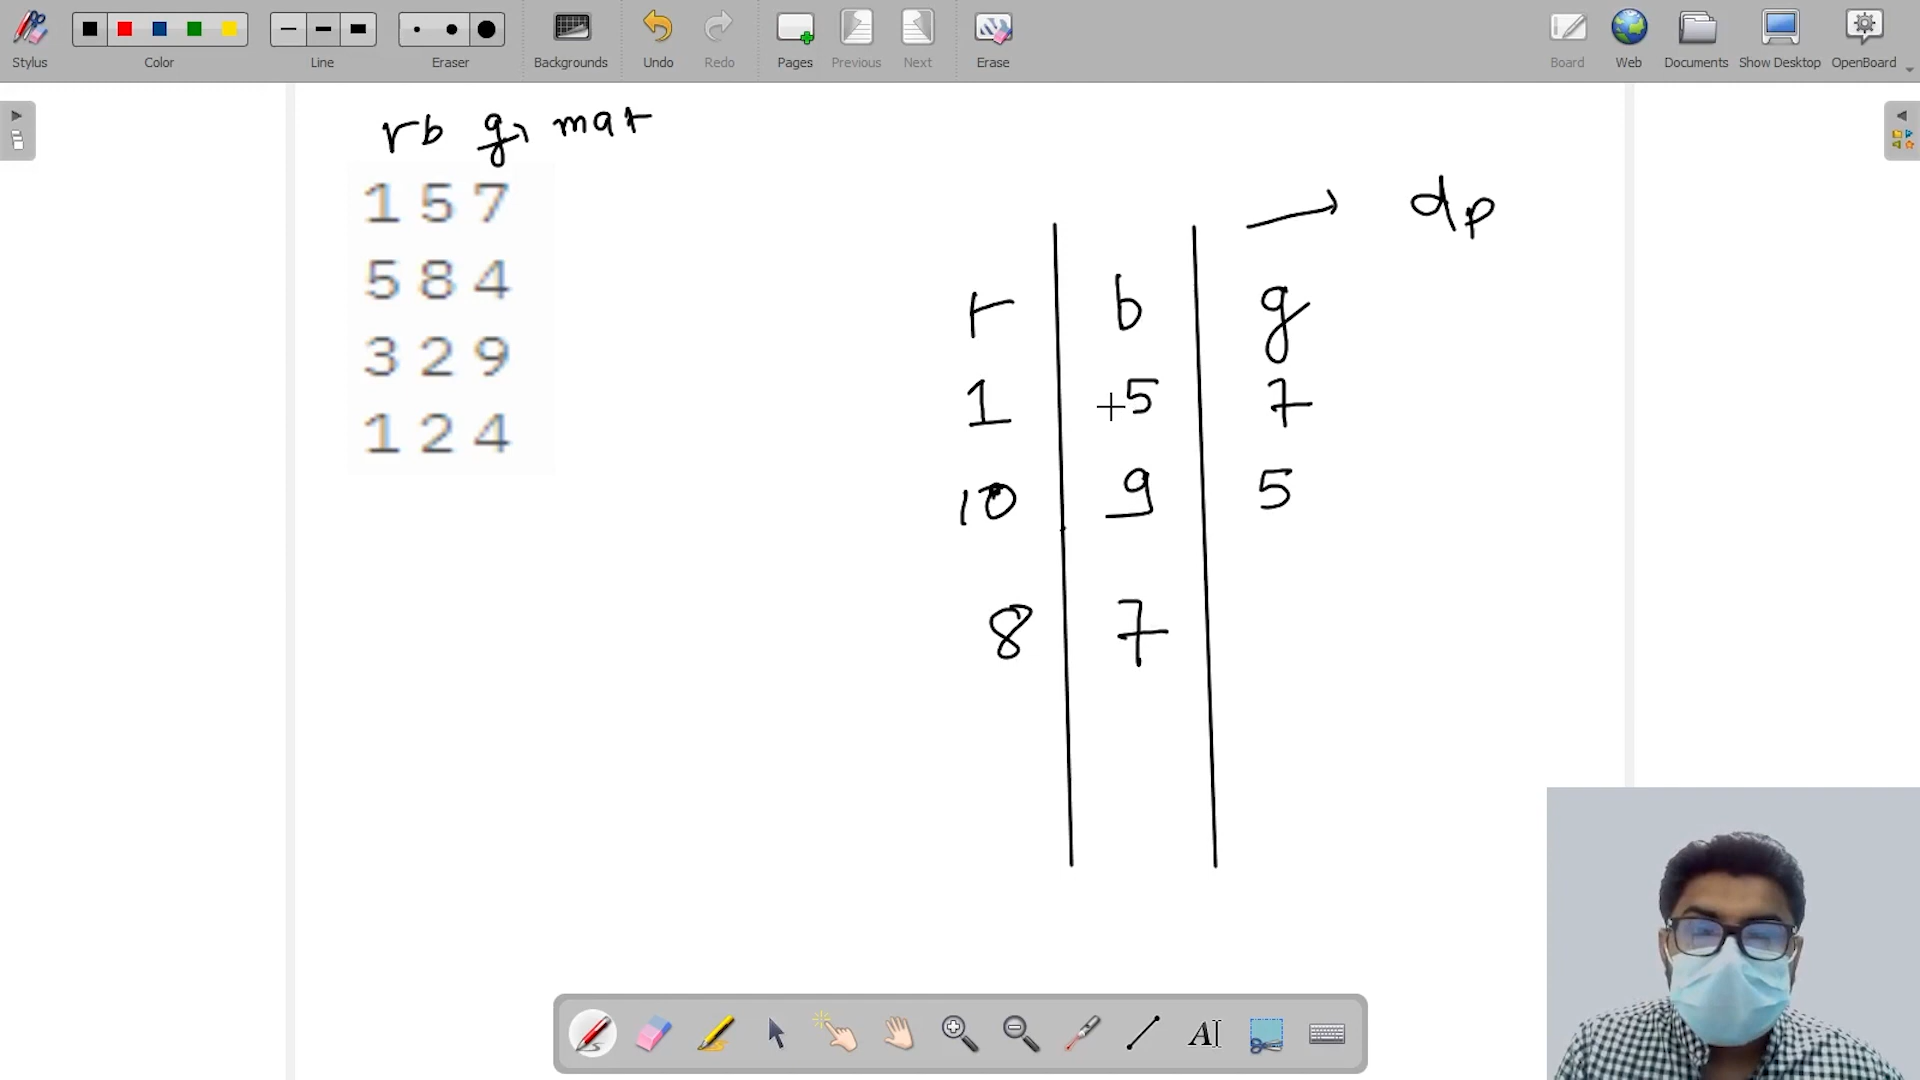 Stylus Color Line Eraser Backgrounds Undo Redo Pages Previous Next Erase Board Web Documents Show Desktop OpenBoard
r b g, mat
1 5 7
5 8 4
3 2 9
1 2 4
→ dp
r b g
1 5 7
10 9 5
8 7